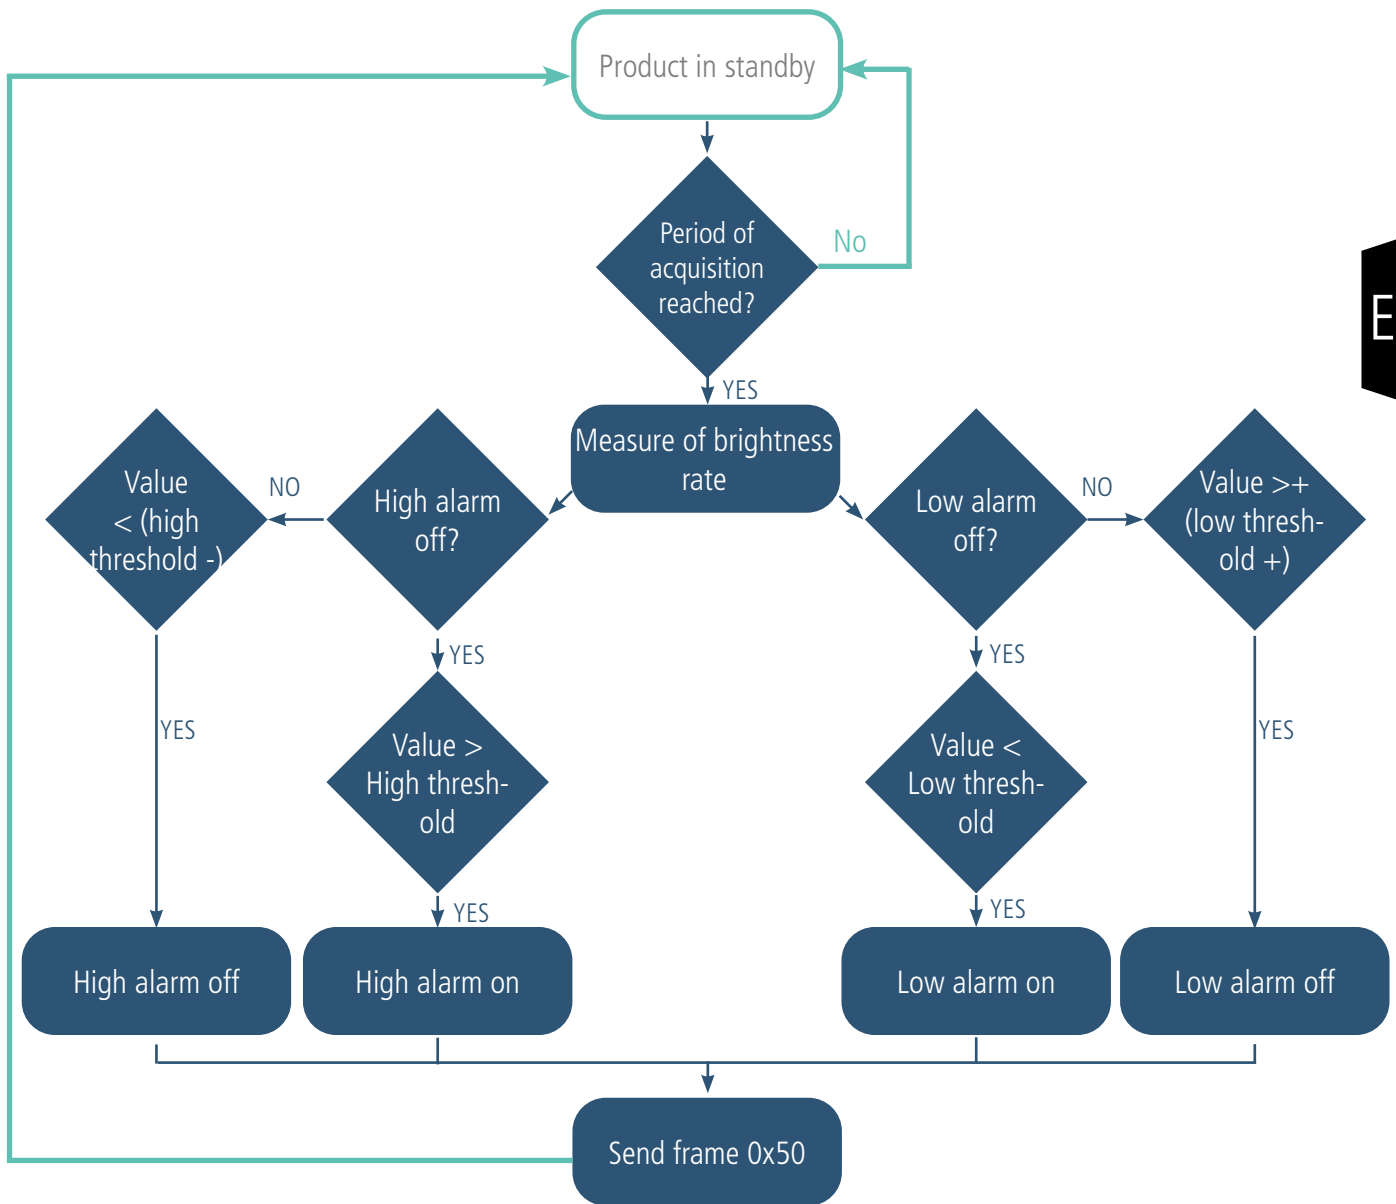 Product in standby
Period of
acquisition
reached?
No
E
YES
Measure of brightness
rate
Value
< (high
threshold -)
NO
High alarm
off?
Low alarm
off?
NO
Value >+
(low thresh-
old +)
YES
YES
YES
Value >
High thresh-
old
Value <
Low thresh-
old
YES
YES
YES
High alarm off
High alarm on
Low alarm on
Low alarm off
Send frame 0x50